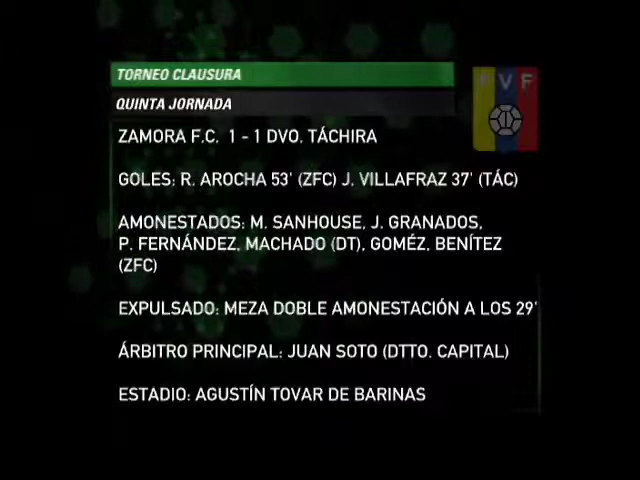 TORNEO CLAUSURA
FVF
QUINTA JORNADA
ZAMORA F.C. 1 - 1 DVO. TÁCHIRA
GOLES: R. AROCHA 53' (ZFC) J. VILLAFRAZ 37' (TÁC)
AMONESTADOS: M. SANHOUSE, J. GRANADOS,
P. FERNÁNDEZ, MACHADO (DT), GOMÉZ, BENÍTEZ
(ZFC)
EXPULSADO: MEZA DOBLE AMONESTACIÓN A LOS 29'
ÁRBITRO PRINCIPAL: JUAN SOTO (DTTO. CAPITAL)
ESTADIO: AGUSTÍN TOVAR DE BARINAS